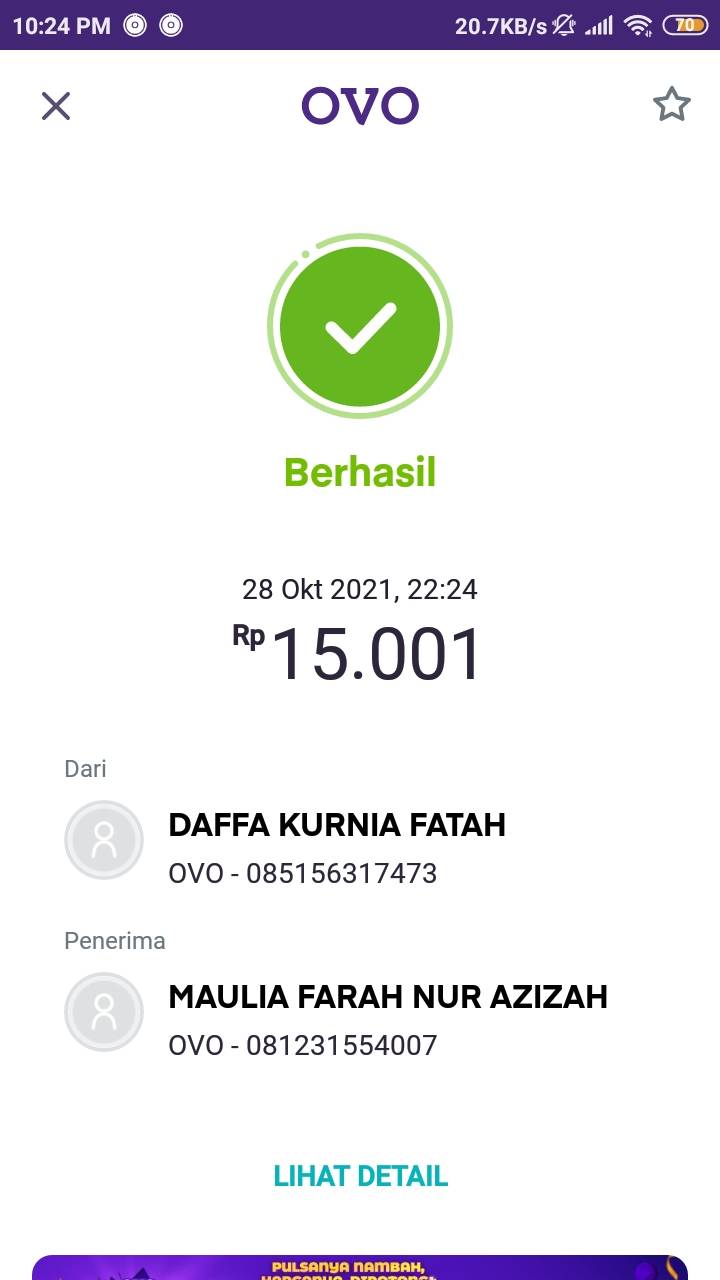 10:24 PM 20.7KB/s 70
OVO
Berhasil
28 Okt 2021, 22:24
Rp 15.001
Dari
DAFFA KURNIA FATAH
OVO - 085156317473
Penerima
MAULIA FARAH NUR AZIZAH
OVO - 081231554007
LIHAT DETAIL
PULSANYA NAMBAH,